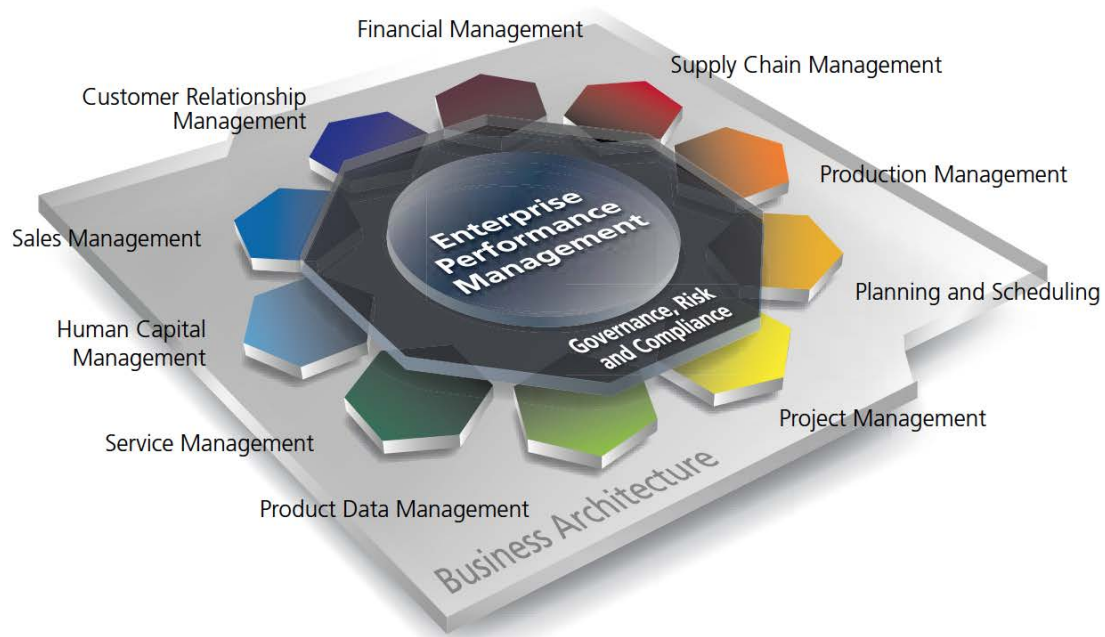 Financial Management
Supply Chain Management
Customer Relationship
Management
Production Management
Enterprise
Performance
Management
Sales Management
Planning and Scheduling
Governance, Risk
and Compliance
Human Capital
Management
Project Management
Service Management
Product Data Management
Business Architecture